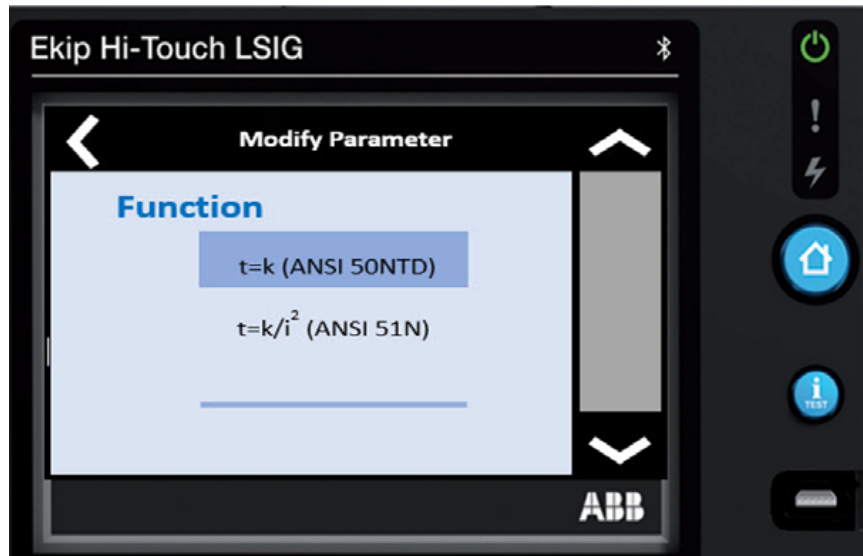 Ekip Hi-Touch LSIG
Modify Parameter
Function
t=k (ANSI 50NTD)
t=k/i² (ANSI 51N)
i
TEST
ABB